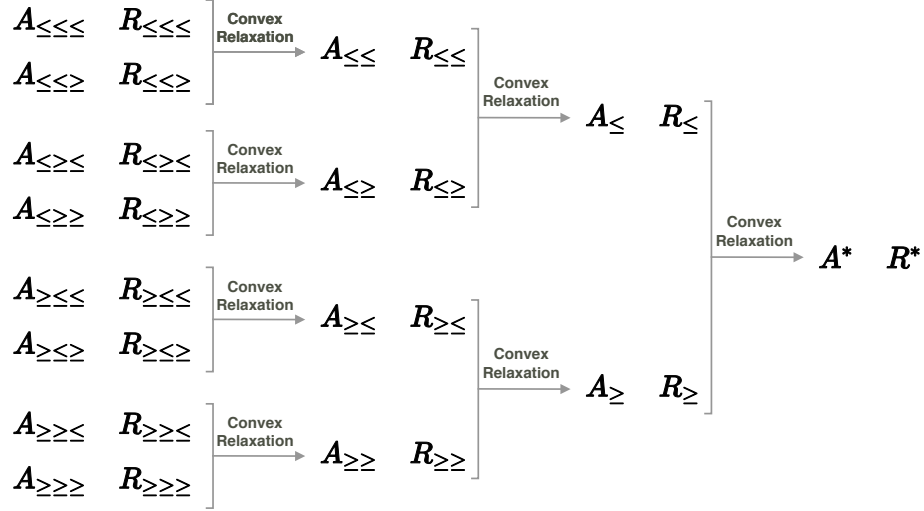 A≤≤≤ R≤≤≤
Convex
Relaxation
A≤≤ R≤≤
A≤≤≥ R≤≤≥
Convex
Relaxation
A≤ R≤
A≤≥≤ R≤≥≤
Convex
Relaxation
A≤≥ R≤≥
A≤≥≥ R≤≥≥
Convex
Relaxation
A* R*
A≥≤≤ R≥≤≤
Convex
Relaxation
A≥≤ R≥≤
A≥≤≥ R≥≤≥
Convex
Relaxation
A≥ R≥
A≥≥≤ R≥≥≤
Convex
Relaxation
A≥≥ R≥≥
A≥≥≥ R≥≥≥